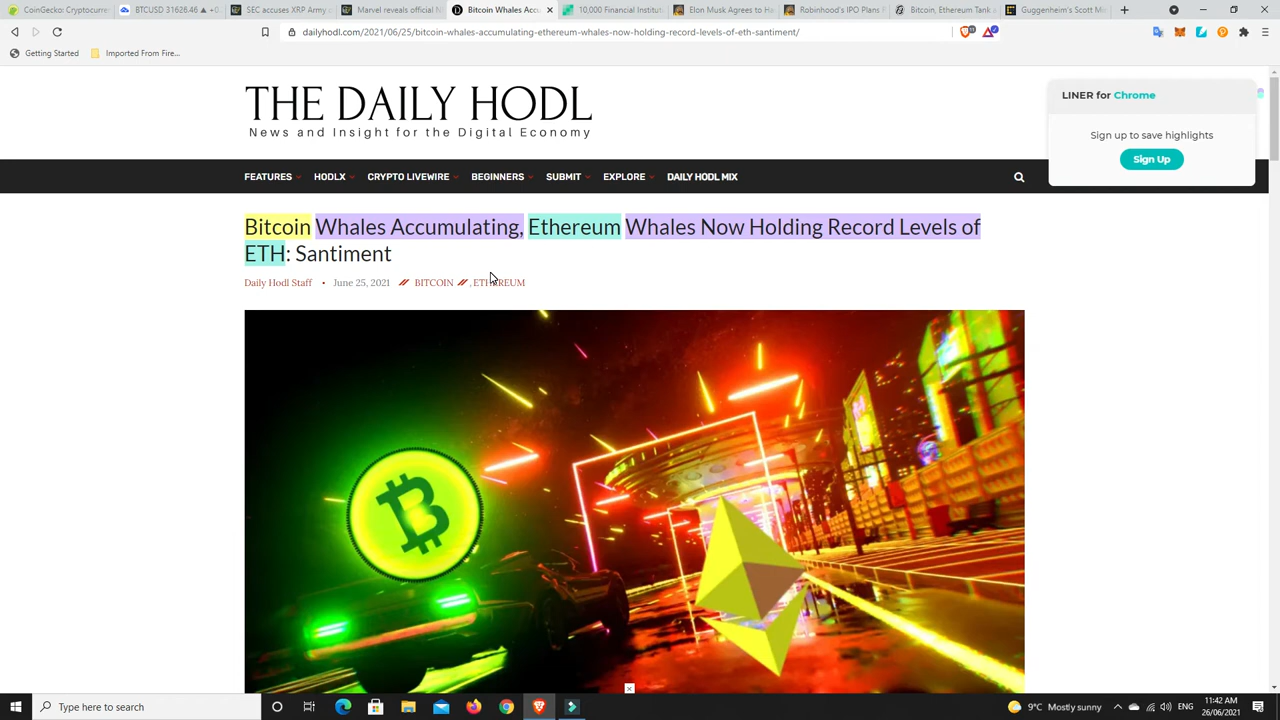 CoinGecko: Cryptocurrenc
BTCUSD 31626.46 ▲ +0.
SEC accuses XRP Army o
Marvel reveals official N
Bitcoin Whales Accu
10,000 Financial Institut
Elon Musk Agrees to Ha
Robinhood's IPO Plans
Bitcoin, Ethereum Tank a
Guggenheim's Scott Mi
dailyhodl.com/2021/06/25/bitcoin-whales-accumulating-ethereum-whales-now-holding-record-levels-of-eth-santiment/
Getting Started
Imported From Fire...
THE DAILY HODL
News and Insight for the Digital Economy
LINER for Chrome
Sign up to save highlights
Sign Up
FEATURES HODLX CRYPTO LIVEWIRE BEGINNERS SUBMIT EXPLORE DAILY HODL MIX
Bitcoin Whales Accumulating, Ethereum Whales Now Holding Record Levels of
ETH: Santiment
Daily Hodl Staff • June 25, 2021 // BITCOIN // , ETHEREUM
Type here to search
9°C Mostly sunny
ENG
11:42 AM
26/06/2021